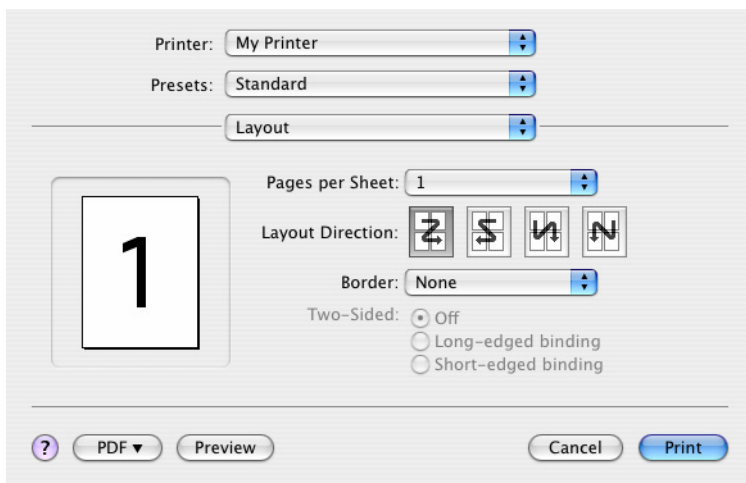 Printer: My Printer
Presets: Standard
Layout
Pages per Sheet: 1
Layout Direction:
Border: None
Two-Sided: Off
Long-edged binding
Short-edged binding
1
? PDF▼ Preview Cancel Print